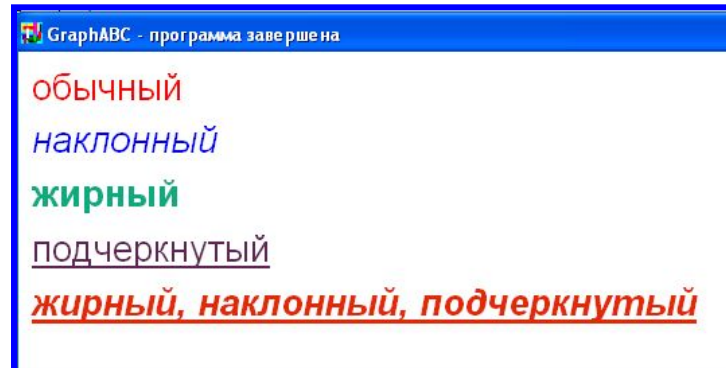 GraphABC - программа завершена
обычный
наклонный
жирный
подчеркнутый
жирный, наклонный, подчеркнутый